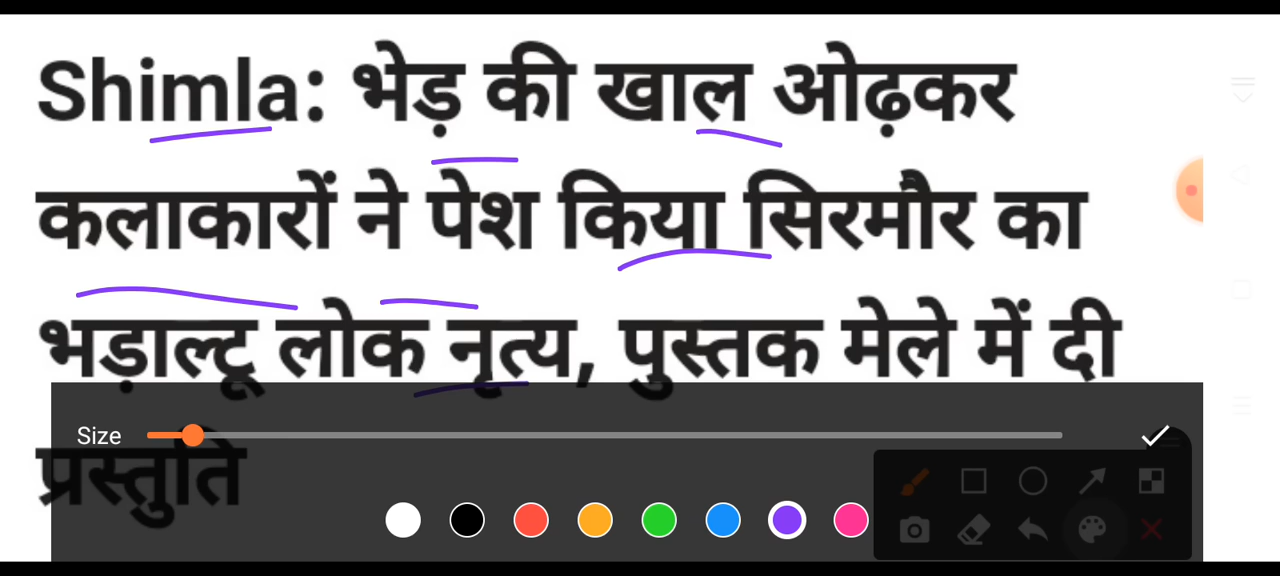 Shimla: भेड़ की खाल ओढ़कर
कलाकारों ने पेश किया सिरमौर का
भड़ाल्टू लोक नृत्य, पुस्तक मेले में दी
प्रस्तुति
Size